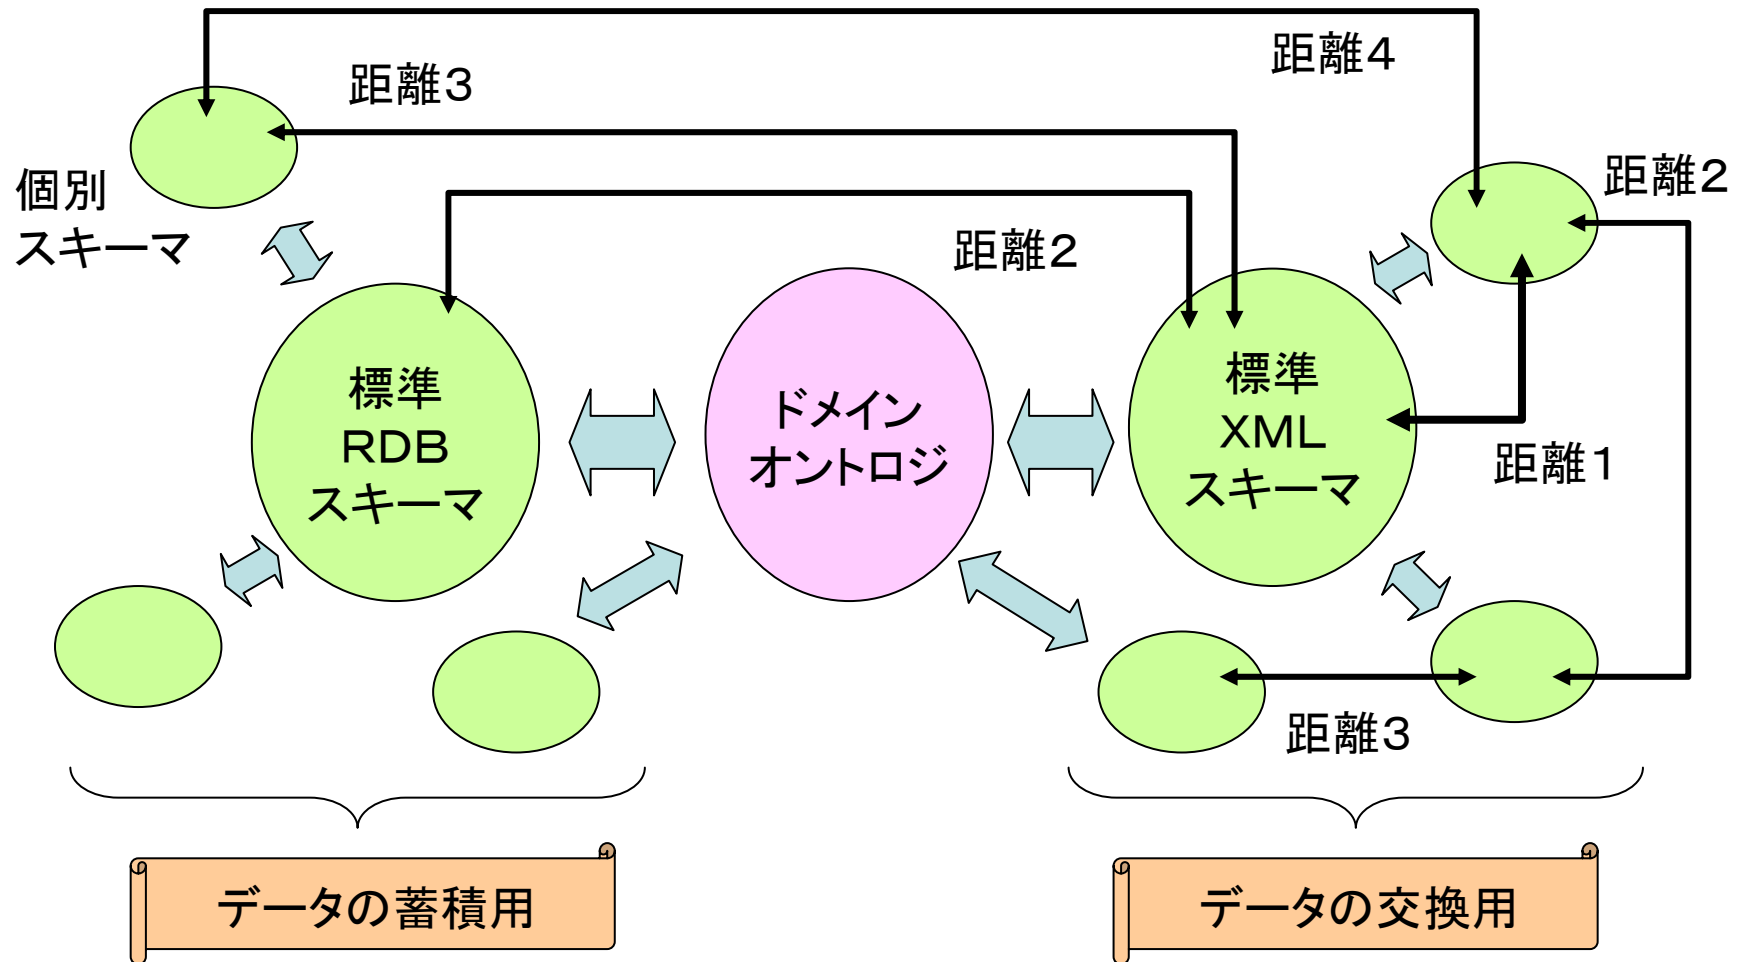 距離4
距離3
個別
スキーマ
距離2
距離2
標準
RDB
スキーマ
ドメイン
オントロジ
標準
XML
スキーマ
距離1
距離3
データの蓄積用
データの交換用